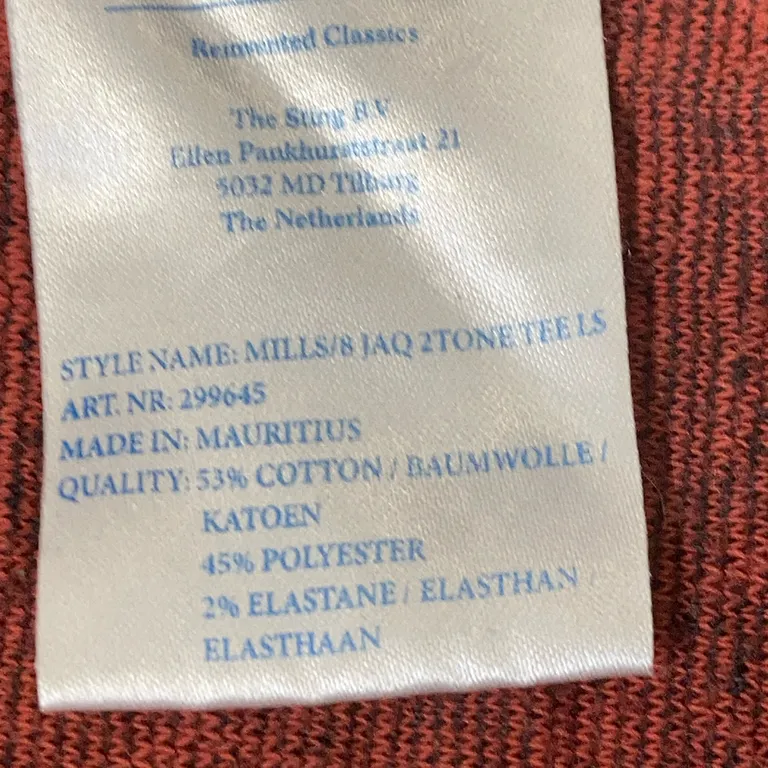 Reinvented Classics
The Sting B V
Ellen Pankhurststraat 21
5032 MD Tilburg
The Netherlands
STYLE NAME: MILLS/8 JAQ 2TONE TEE LS
ART. NR: 299645
MADE IN: MAURITIUS
QUALITY: 53% COTTON / BAUMWOLLE /
KATOEN
45% POLYESTER
2% ELASTANE / ELASTHAN /
ELASTHAAN